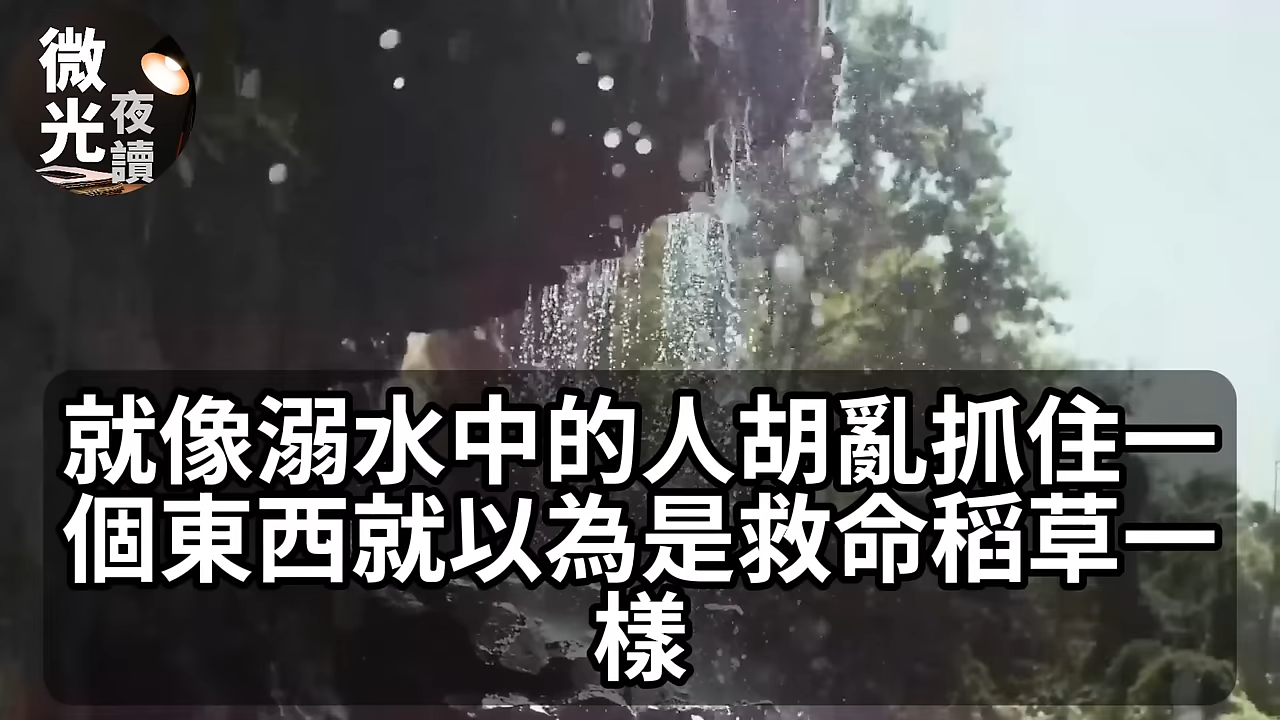 微光
夜讀
就像溺水中的人胡亂抓住一
個東西就以為是救命稻草一
樣